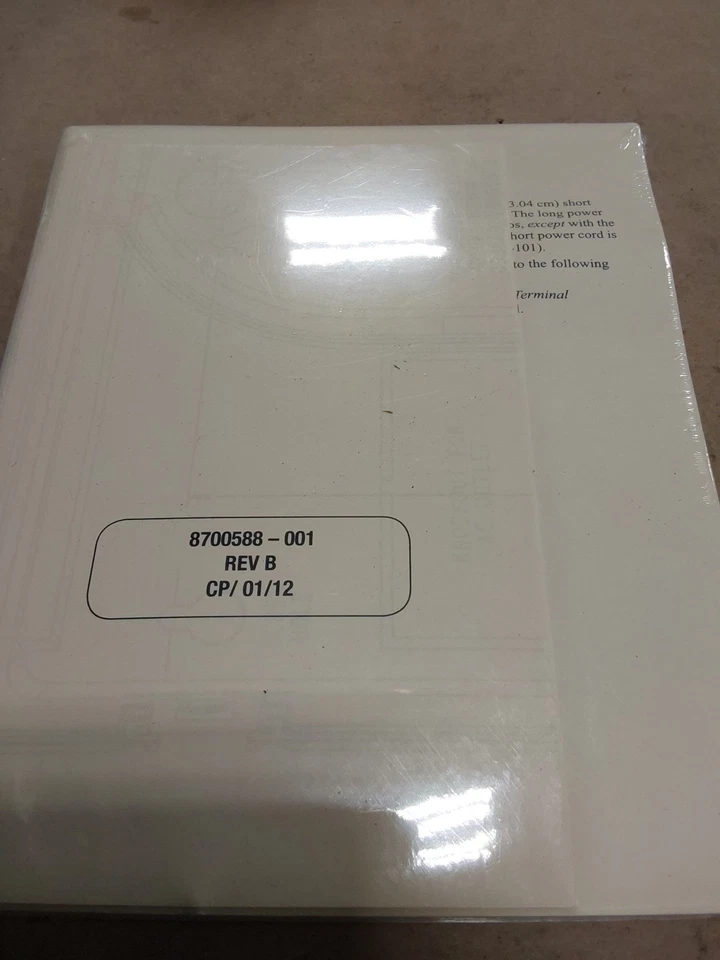 3.04 cm) short
The long power
os, except with the
hort power cord is
-101).
to the following
Terminal
8700588 – 001
REV B
CP/ 01/12